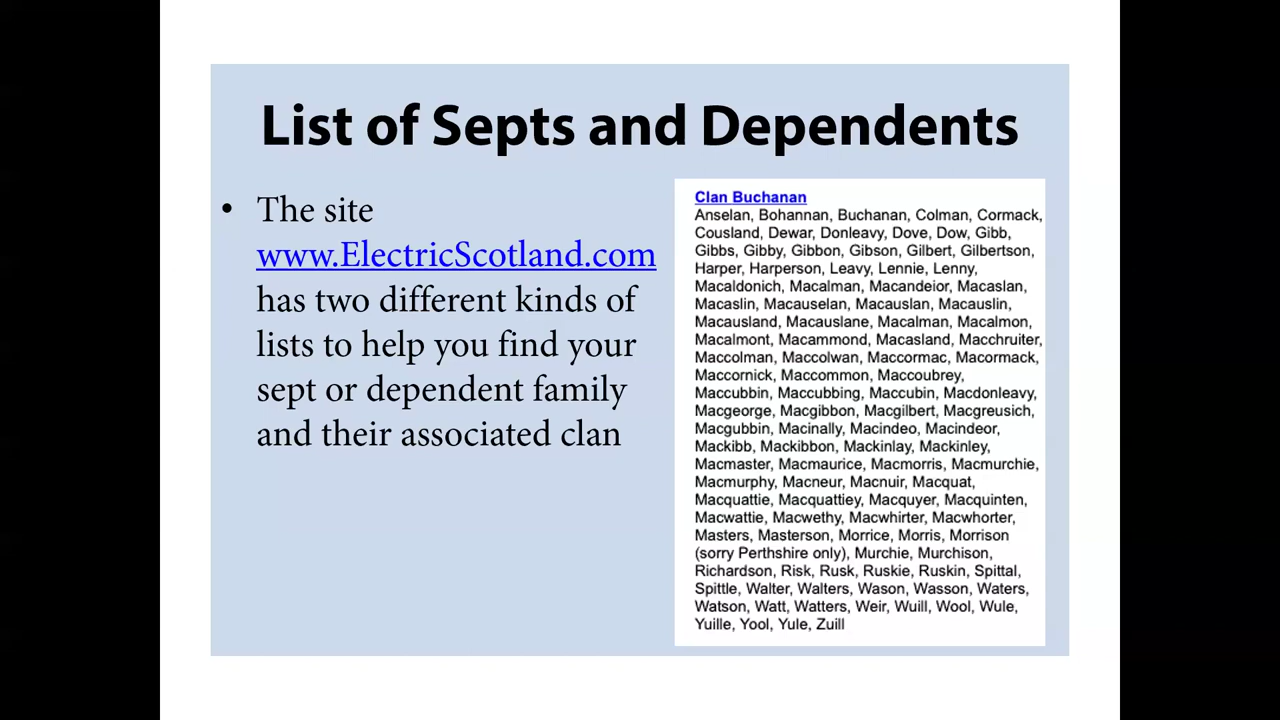 List of Septs and Dependents
• The site
www.ElectricScotland.com
has two different kinds of
lists to help you find your
sept or dependent family
and their associated clan
Clan Buchanan
Anselan, Bohannan, Buchanan, Colman, Cormack,
Cousland, Dewar, Donleavy, Dove, Dow, Gibb,
Gibbs, Gibby, Gibbon, Gibson, Gilbert, Gilbertson,
Harper, Harperson, Leavy, Lennie, Lenny,
Macaldonich, Macalman, Macandeior, Macaslan,
Macaslin, Macauselan, Macauslan, Macauslin,
Macausland, Macauslane, Macalman, Macalmon,
Macalmont, Macammond, Macasland, Macchruiter,
Maccolman, Maccolwan, Maccormac, Macormack,
Maccornick, Maccommon, Maccoubrey,
Maccubbin, Maccubbing, Maccubin, Macdonleavy,
Macgeorge, Macgibbon, Macgilbert, Macgreusich,
Macgubbin, Macinally, Macindeo, Macindeor,
Mackibb, Mackibbon, Mackinlay, Mackinley,
Macmaster, Macmaurice, Macmorris, Macmurchie,
Macmurphy, Macneur, Macnuir, Macquat,
Macquattie, Macquattiey, Macquyer, Macquinten,
Macwattie, Macwethy, Macwhirter, Macwhorter,
Masters, Masterson, Morrice, Morris, Morrison
(sorry Perthshire only), Murchie, Murchison,
Richardson, Risk, Rusk, Ruskie, Ruskin, Spittal,
Spittle, Walter, Walters, Wason, Wasson, Waters,
Watson, Watt, Watters, Weir, Wuill, Wool, Wule,
Yuille, Yool, Yule, Zuill